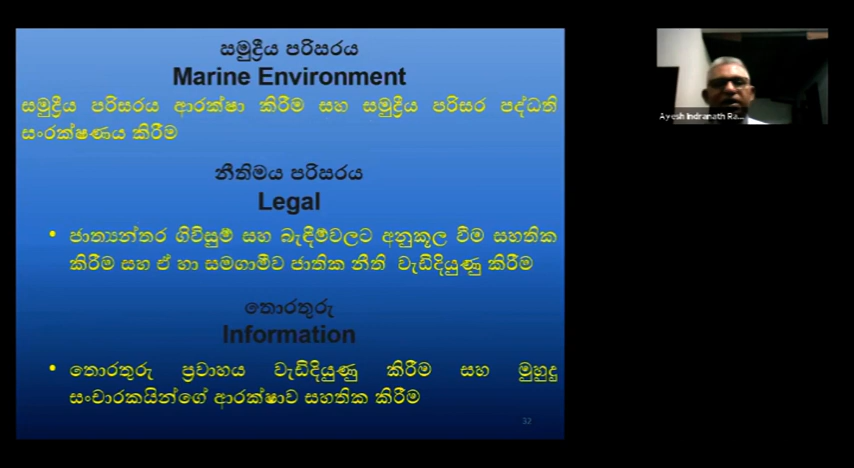 සමුද්‍රීය පරිසරය
Marine Environment
සමුද්‍රීය පරිසරය ආරක්ෂා කිරීම සහ සමුද්‍රීය පරිසර පද්ධති
සංරක්ෂණය කිරීම
නීතිමය පරිසරය
Legal
• ජාත්‍යන්තර ගිවිසුම් සහ බැඳීම්වලට අනුකූල වීම සහතික
කිරීම සහ ඒ හා සමගාමීව ජාතික නීති වැඩිදියුණු කිරීම
තොරතුරු
Information
• තොරතුරු ප්‍රවාහය වැඩිදියුණු කිරීම සහ මුහුදු
සංචාරකයින්ගේ ආරක්ෂාව සහතික කිරීම
32
Ayesh Indranath Ra...